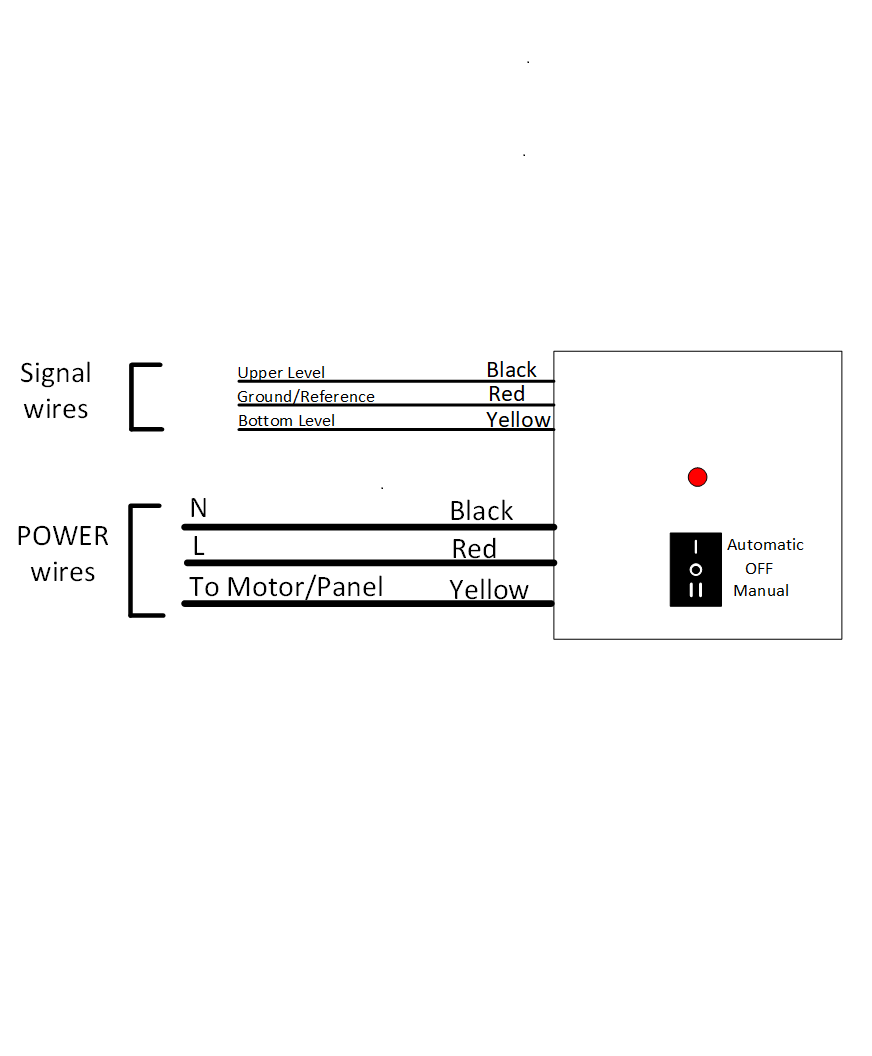 Signal
wires
Upper Level
Black
Ground/Reference
Red
Bottom Level
Yellow
POWER
wires
N
Black
L
Red
To Motor/Panel
Yellow
I
Automatic
O
OFF
II
Manual